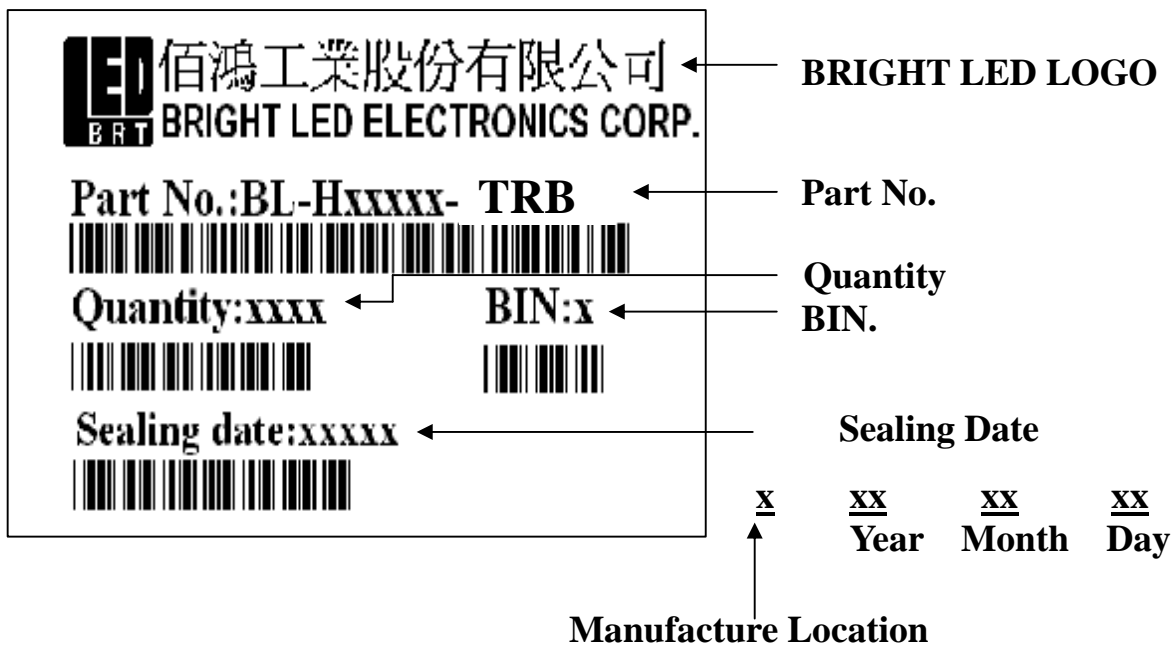 LED 佰鴻工業股份有限公司
BRT BRIGHT LED ELECTRONICS CORP.
BRIGHT LED LOGO
Part No.:BL-Hxxxxx- TRB
Part No.
Quantity:xxxx BIN:x
Quantity
BIN.
Sealing date:xxxxx
Sealing Date
x xx xx xx
Year Month Day
Manufacture Location